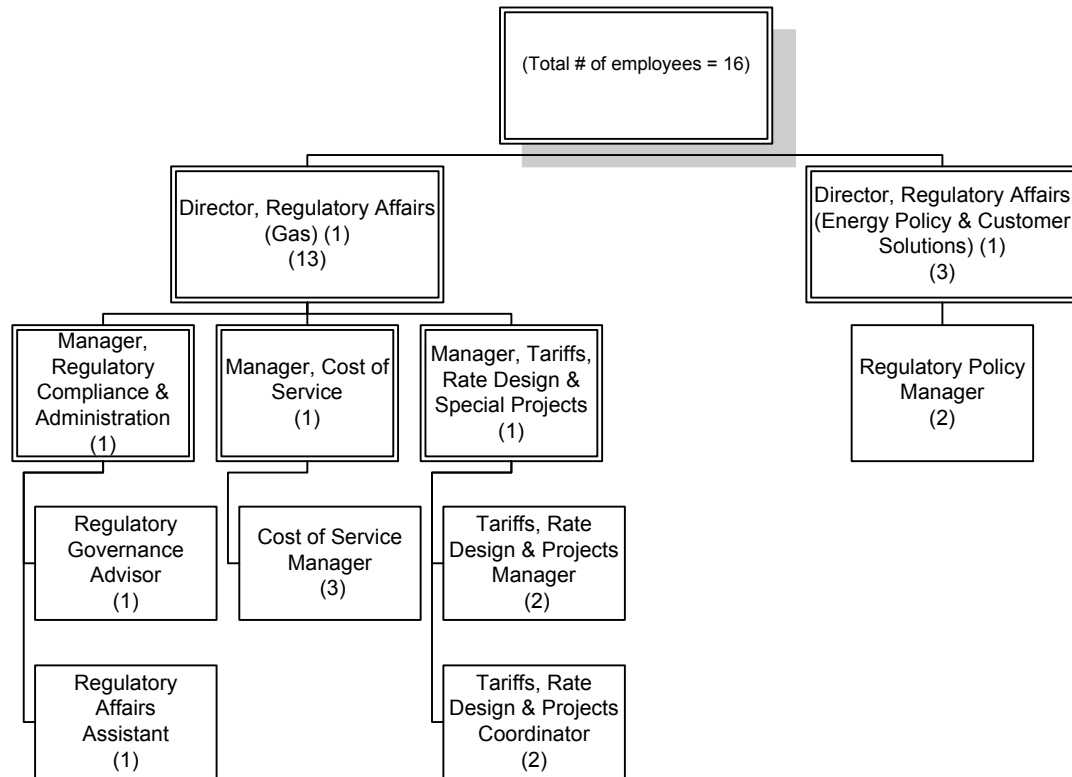 (Total # of employees = 16)
Director, Regulatory Affairs
(Gas) (1)
(13)
Director, Regulatory Affairs
(Energy Policy & Customer
Solutions) (1)
(3)
Manager,
Regulatory
Compliance &
Administration
(1)
Manager, Cost of
Service
(1)
Manager, Tariffs,
Rate Design &
Special Projects
(1)
Regulatory Policy
Manager
(2)
Regulatory
Governance
Advisor
(1)
Cost of Service
Manager
(3)
Tariffs, Rate
Design & Projects
Manager
(2)
Regulatory
Affairs
Assistant
(1)
Tariffs, Rate
Design & Projects
Coordinator
(2)